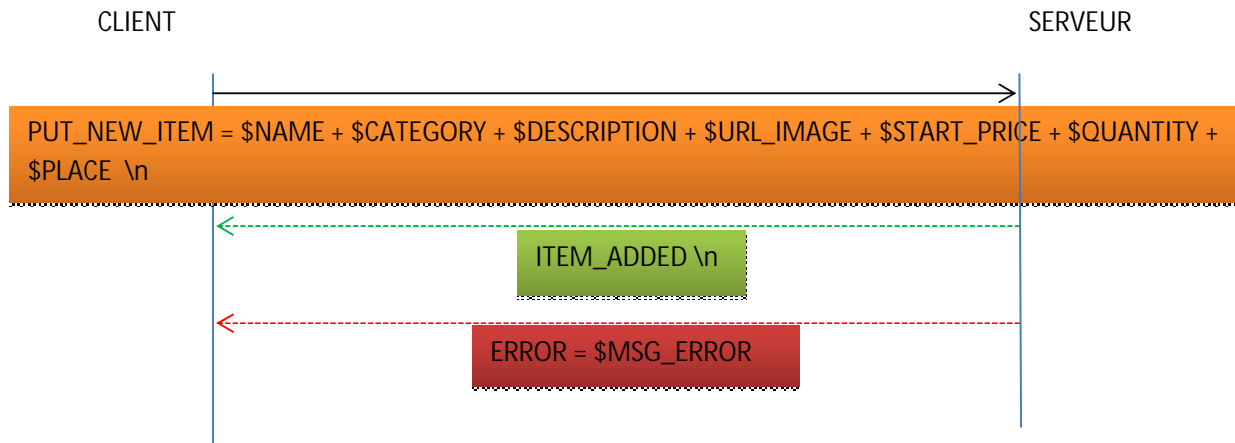 CLIENT
SERVEUR
PUT_NEW_ITEM = $NAME + $CATEGORY + $DESCRIPTION + $URL_IMAGE + $START_PRICE + $QUANTITY +
$PLACE \n
ITEM_ADDED \n
ERROR = $MSG_ERROR